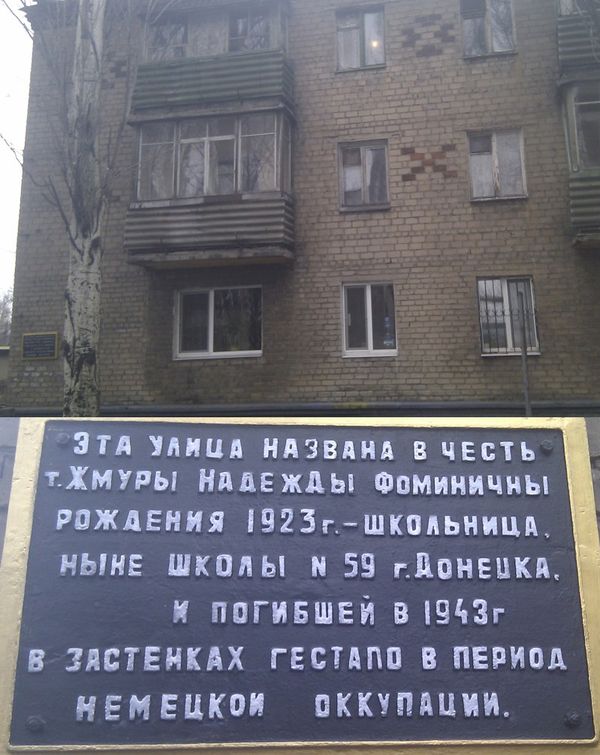 ЭТА УЛИЦА НАЗВАНА В ЧЕСТЬ
т. ЖМУРЫ НАДЕЖДЫ ФОМИНИЧНЫ
РОЖДЕНИЯ 1923 г.-ШКОЛЬНИЦА,
НЫНЕ ШКОЛЫ N 59 г. ДОНЕЦКА,
И ПОГИБШЕЙ В 1943г
В ЗАСТЕНКАХ ГЕСТАПО В ПЕРИОД
НЕМЕЦКОЙ ОККУПАЦИИ.